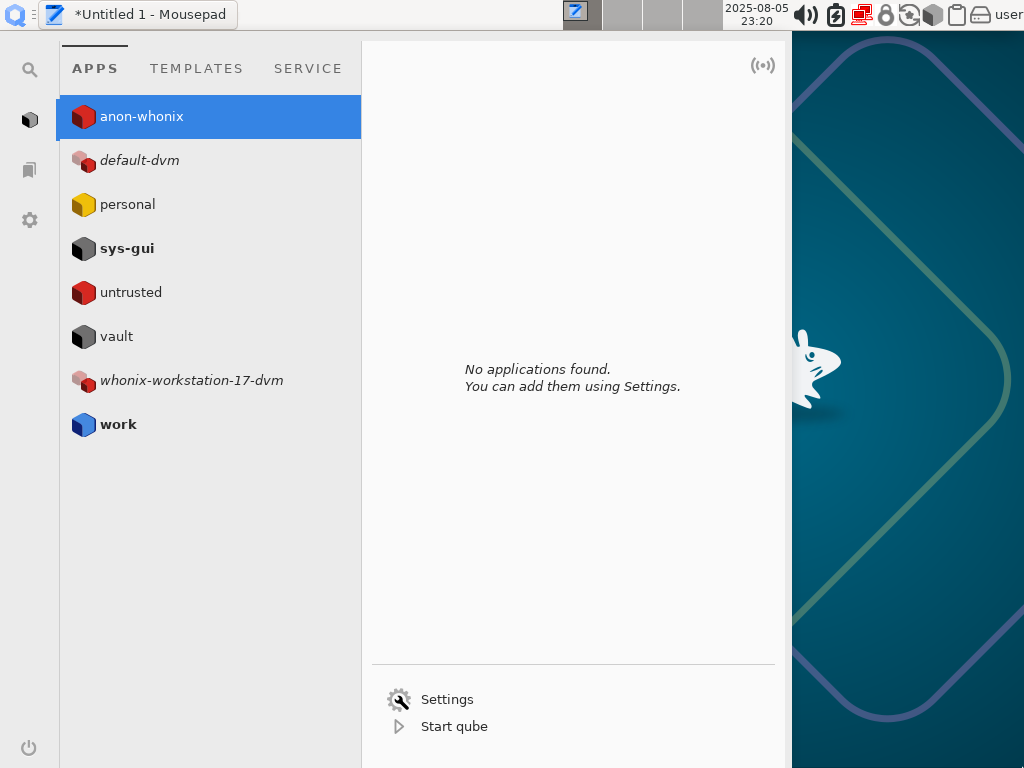 *Untitled 1 - Mousepad
2025-08-05
23:20
user
APPS TEMPLATES SERVICE
anon-whonix
default-dvm
personal
sys-gui
untrusted
vault
whonix-workstation-17-dvm
work
No applications found.
You can add them using Settings.
Settings
Start qube